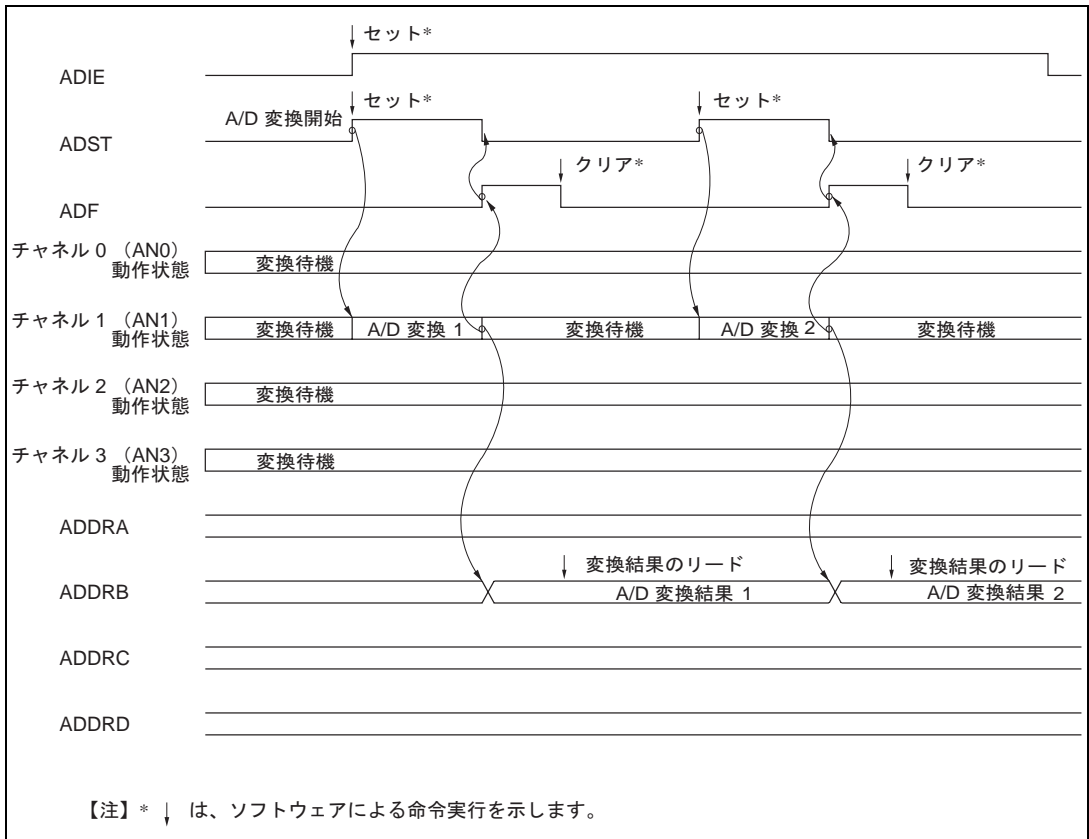 セット*
ADIE
セット*
セット*
A/D 変換開始
ADST
クリア*
クリア*
ADF
チャネル 0 （AN0）
動作状態
変換待機
チャネル 1 （AN1）
動作状態
変換待機
A/D 変換 1
変換待機
A/D 変換 2
変換待機
チャネル 2 （AN2）
動作状態
変換待機
チャネル 3 （AN3）
動作状態
変換待機
ADDRA
変換結果のリード
変換結果のリード
ADDRB
A/D 変換結果 1
A/D 変換結果 2
ADDRC
ADDRD
【注】* ↓ は、ソフトウェアによる命令実行を示します。